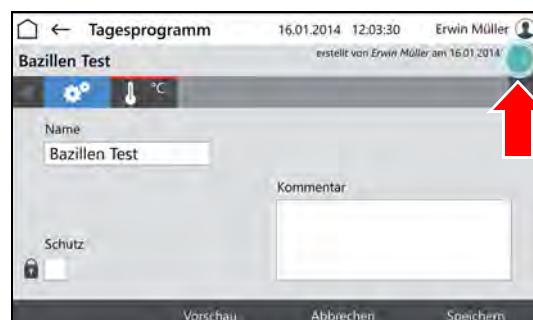 Tagesprogramm 16.01.2014 12:03:30 Erwin Müller
erstellt von Erwin Müller am 16.01.2014
Bazillen Test
°C
Name
Bazillen Test
Kommentar
Schutz
Vorschau Abbrechen Speichern